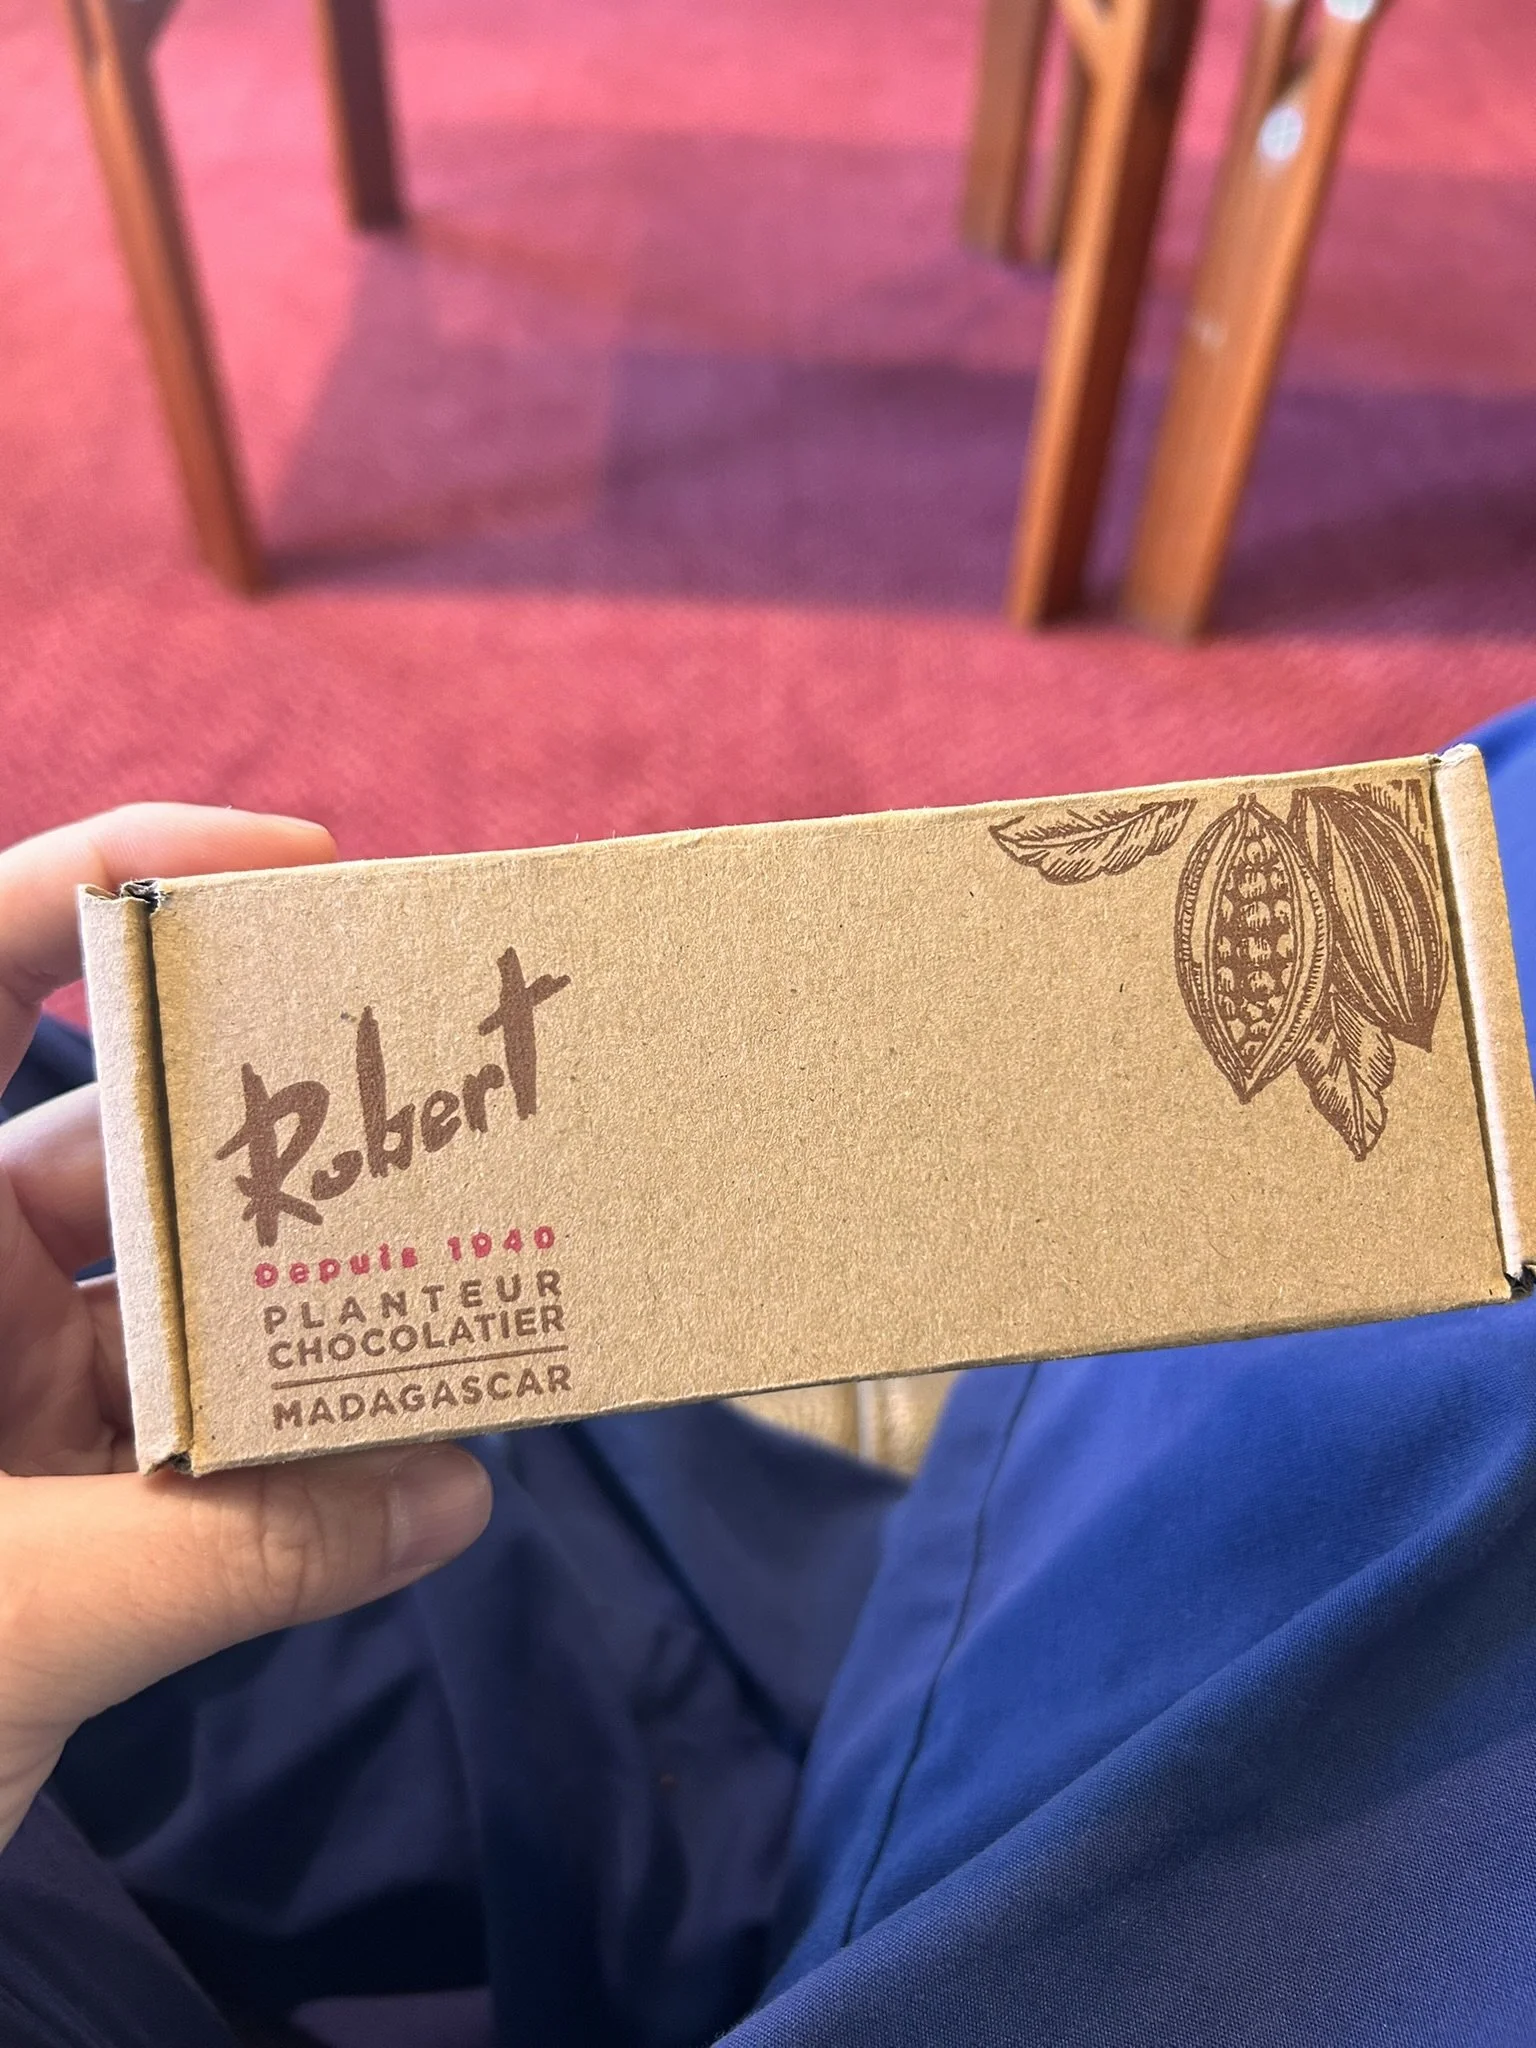 Robert
Depuis 1940
PLANTEUR
CHOCOLATIER
MADAGASCAR